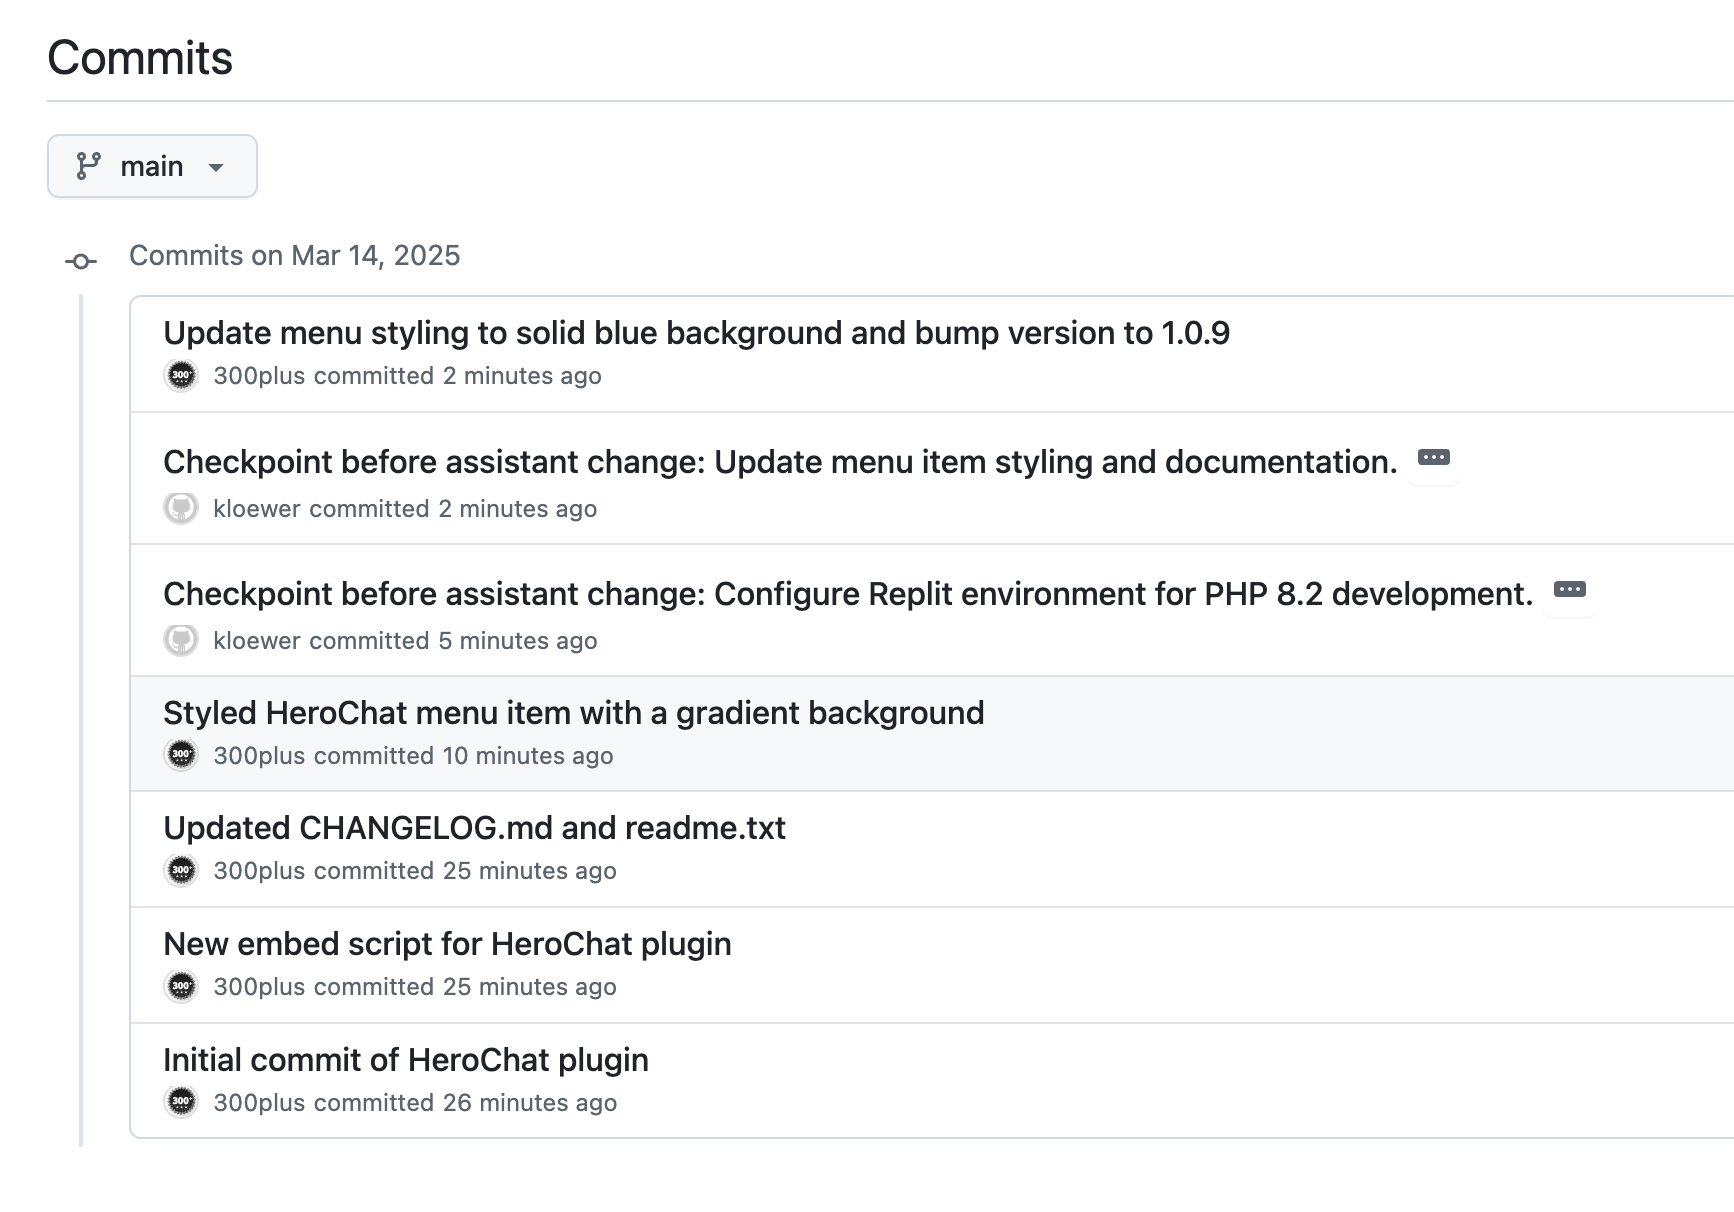 Commits
main
Commits on Mar 14, 2025
Update menu styling to solid blue background and bump version to 1.0.9
300+
300plus committed 2 minutes ago
Checkpoint before assistant change: Update menu item styling and documentation.
kloewer committed 2 minutes ago
Checkpoint before assistant change: Configure Replit environment for PHP 8.2 development.
kloewer committed 5 minutes ago
Styled HeroChat menu item with a gradient background
300+
300plus committed 10 minutes ago
Updated CHANGELOG.md and readme.txt
300+
300plus committed 25 minutes ago
New embed script for HeroChat plugin
300+
300plus committed 25 minutes ago
Initial commit of HeroChat plugin
300+
300plus committed 26 minutes ago